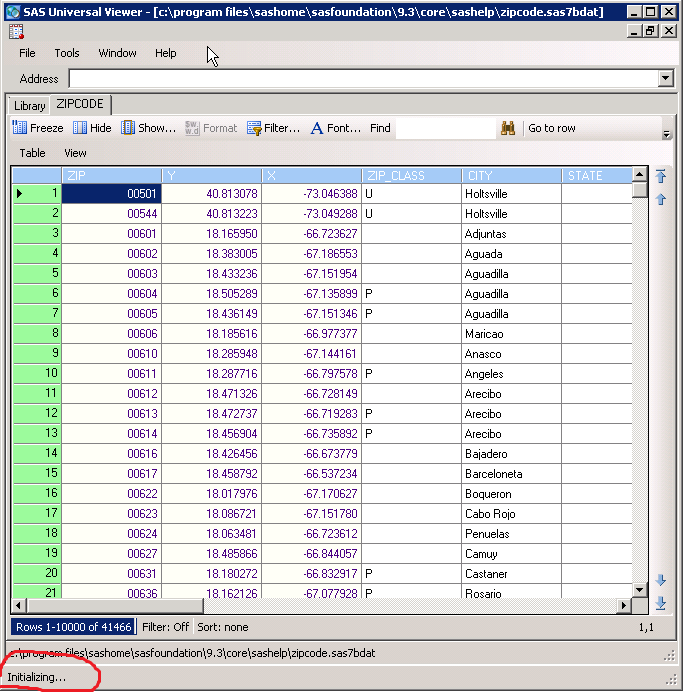 SAS Universal Viewer - [c:\program files\sashome\sasfoundation\9.3\core\sashelp\zipcode.sas7bdat]
File Tools Window Help
Address
Library ZIPCODE
Freeze Hide Show... $w. w.d Format Filter... A Font... Find Go to row
Table View
ZIP Y X ZIP_CLASS CITY STATE
1 00501 40.813078 -73.046388 U Holtsville
2 00544 40.813223 -73.049288 U Holtsville
3 00601 18.165950 -66.723627 Adjuntas
4 00602 18.383005 -67.186553 Aguada
5 00603 18.433236 -67.151954 Aguadilla
6 00604 18.505289 -67.135899 P Aguadilla
7 00605 18.436149 -67.151346 P Aguadilla
8 00606 18.185616 -66.977377 Maricao
9 00610 18.285948 -67.144161 Anasco
10 00611 18.287716 -66.797578 P Angeles
11 00612 18.471326 -66.728149 Arecibo
12 00613 18.472737 -66.719283 P Arecibo
13 00614 18.456904 -66.735892 P Arecibo
14 00616 18.426456 -66.673779 Bajadero
15 00617 18.458792 -66.537234 Barceloneta
16 00622 18.017976 -67.170627 Boqueron
17 00623 18.086721 -67.151780 Cabo Rojo
18 00624 18.063481 -66.723612 Penuelas
19 00627 18.485866 -66.844057 Camuy
20 00631 18.180272 -66.832917 P Castaner
21 00636 18.162126 -67.077928 P Rosario
Rows 1-10000 of 41466 Filter: Off Sort: none 1,1
c:\program files\sashome\sasfoundation\9.3\core\sashelp\zipcode.sas7bdat
Initializing...